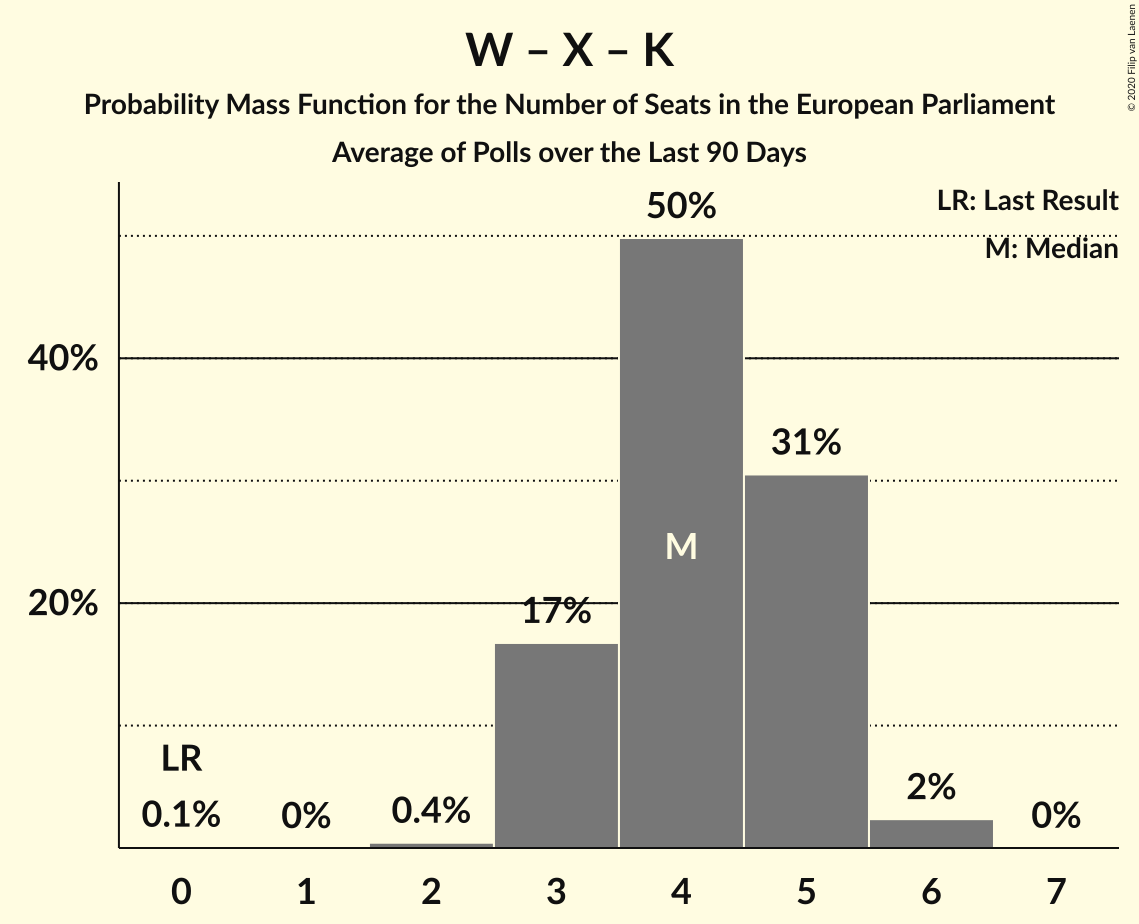 W – X – K
Probability Mass Function for the Number of Seats in the European Parliament
Average of Polls over the Last 90 Days
© 2020 Filip van Laenen
LR: Last Result
M: Median
50%
40%
31%
M
20%
17%
LR
0.1%
0%
0.4%
2%
0%
0 1 2 3 4 5 6 7